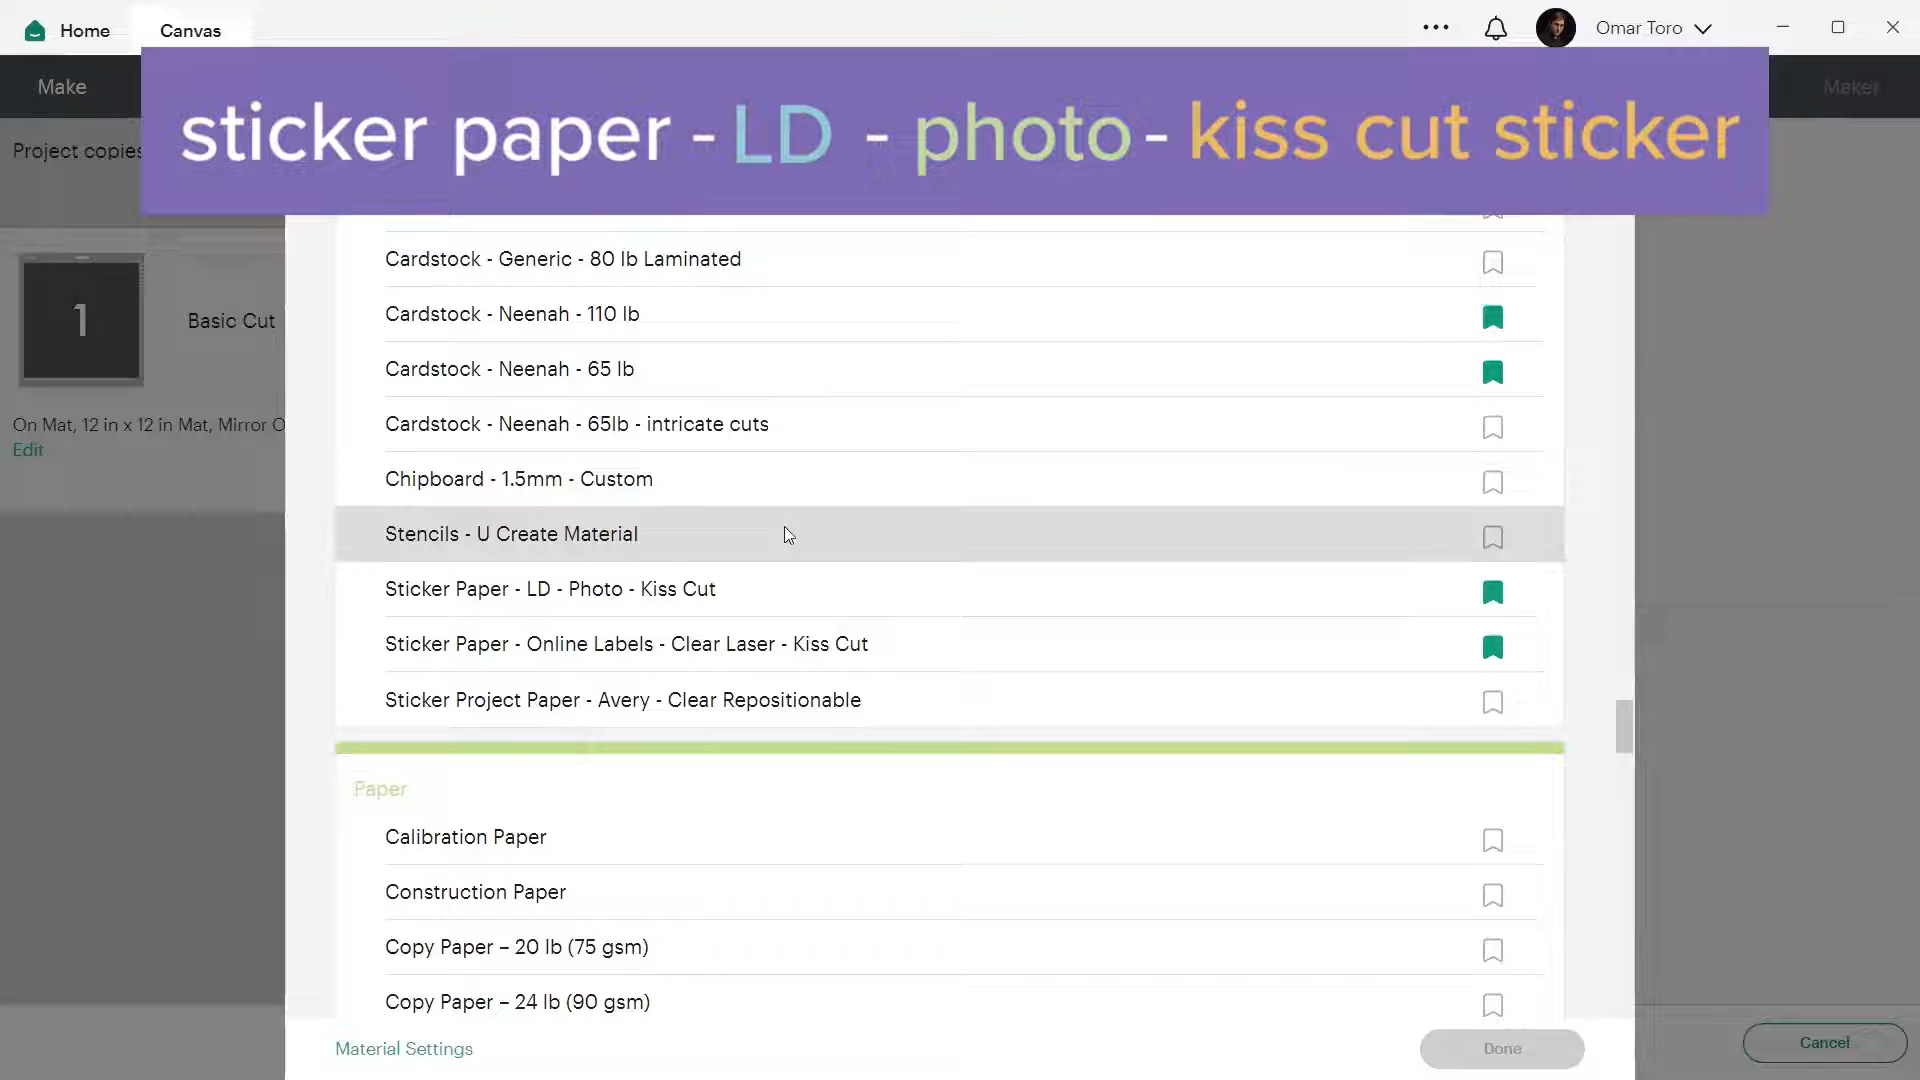 Home
Canvas
Omar Toro
Make
Maker
sticker paper - LD - photo - kiss cut sticker
Project copies
Cardstock - Generic - 80 lb Laminated
Cardstock - Neenah - 110 lb
1
Basic Cut
Cardstock - Neenah - 65 lb
On Mat, 12 in x 12 in Mat, Mirror O
Cardstock - Neenah - 65lb - intricate cuts
Edit
Chipboard - 1.5mm - Custom
Stencils - U Create Material
Sticker Paper - LD - Photo - Kiss Cut
Sticker Paper - Online Labels - Clear Laser - Kiss Cut
Sticker Project Paper - Avery - Clear Repositionable
Paper
Calibration Paper
Construction Paper
Copy Paper – 20 lb (75 gsm)
Copy Paper – 24 lb (90 gsm)
Material Settings
Done
Cancel